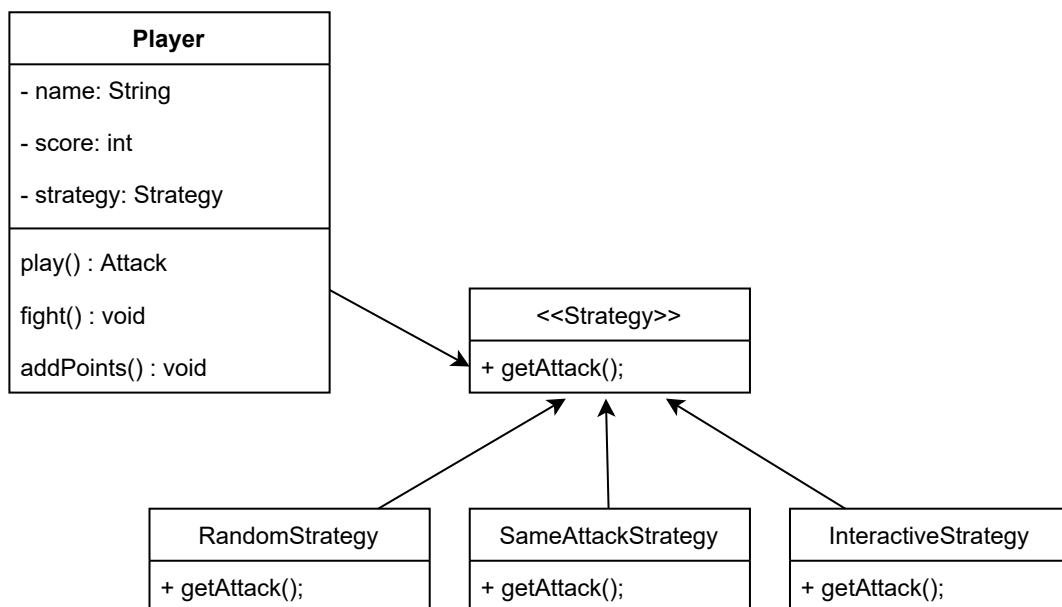 Player
- name: String
- score: int
- strategy: Strategy
play() : Attack
fight() : void
addPoints() : void
<<Strategy>>
+ getAttack();
RandomStrategy
+ getAttack();
SameAttackStrategy
+ getAttack();
InteractiveStrategy
+ getAttack();